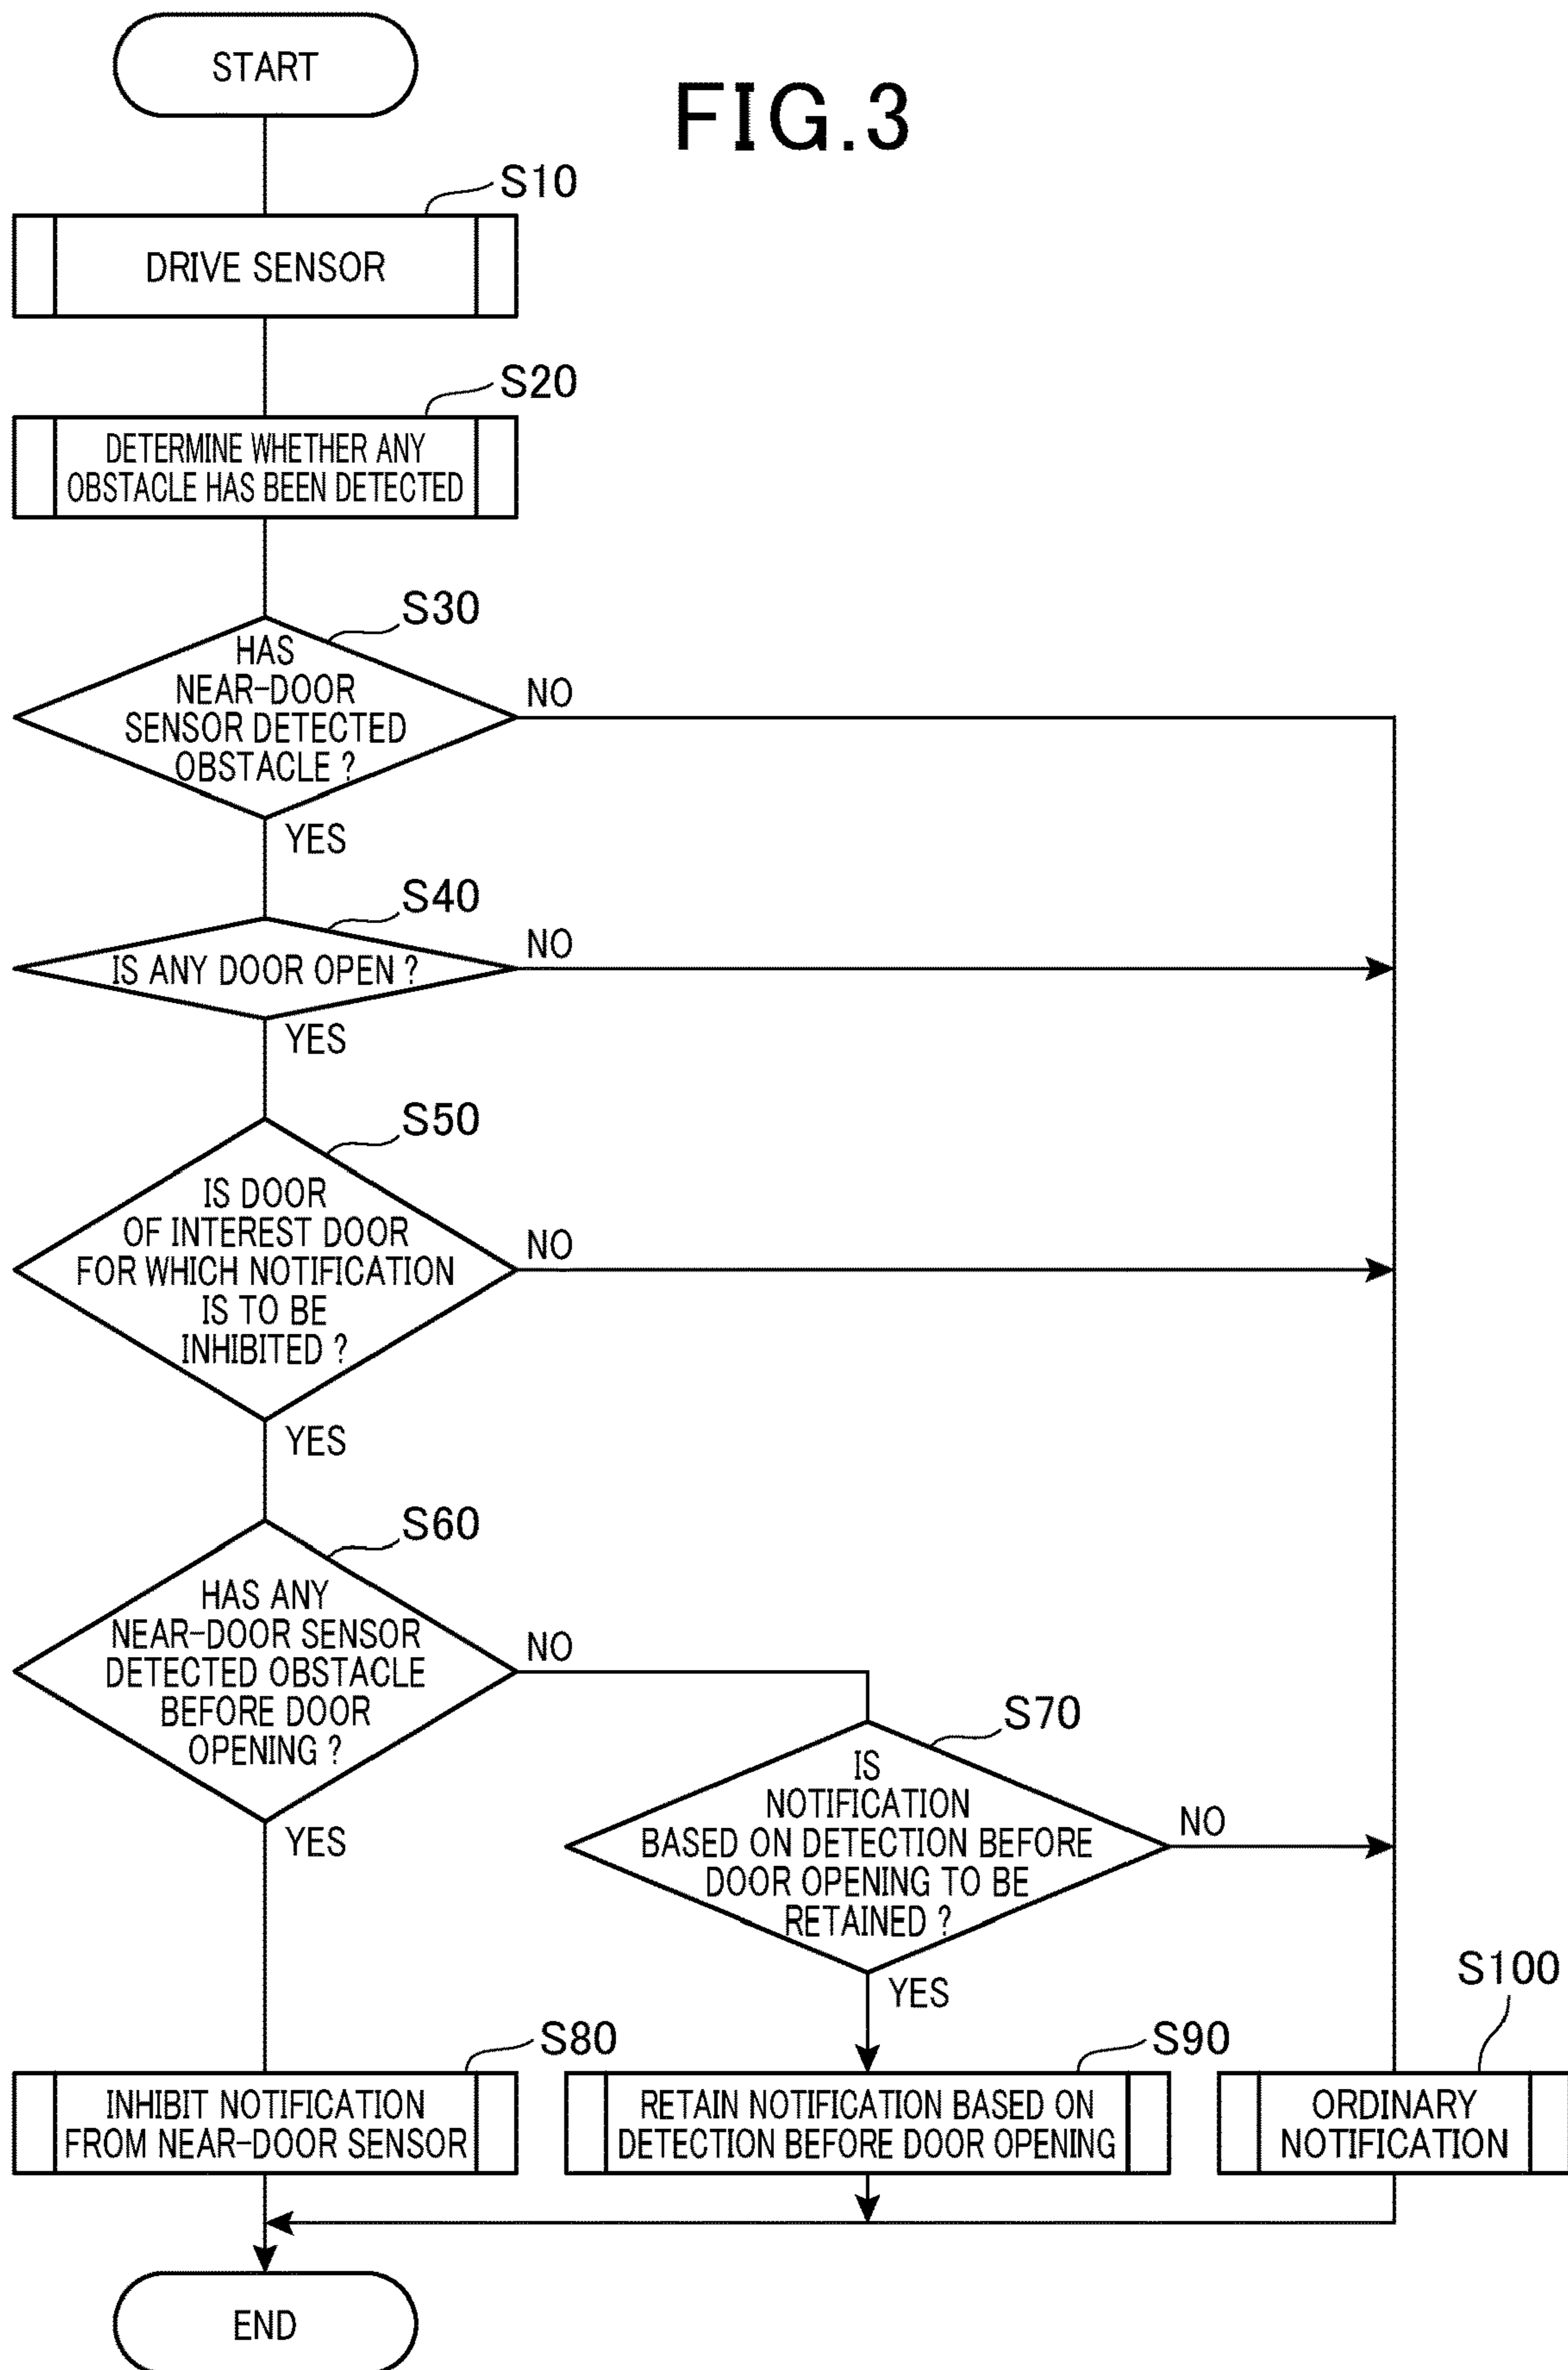 START
FIG.3
S10
DRIVE SENSOR
S20
DETERMINE WHETHER ANY
OBSTACLE HAS BEEN DETECTED
S30
HAS
NEAR-DOOR
SENSOR DETECTED
OBSTACLE ?
NO
YES
S40
IS ANY DOOR OPEN ?
NO
YES
S50
IS DOOR
OF INTEREST DOOR
FOR WHICH NOTIFICATION
IS TO BE
INHIBITED ?
NO
YES
S60
HAS ANY
NEAR-DOOR SENSOR
DETECTED OBSTACLE
BEFORE DOOR
OPENING ?
NO
YES
S70
IS
NOTIFICATION
BASED ON DETECTION BEFORE
DOOR OPENING TO BE
RETAINED ?
NO
YES
S80
INHIBIT NOTIFICATION
FROM NEAR-DOOR SENSOR
S90
RETAIN NOTIFICATION BASED ON
DETECTION BEFORE DOOR OPENING
S100
ORDINARY
NOTIFICATION
END